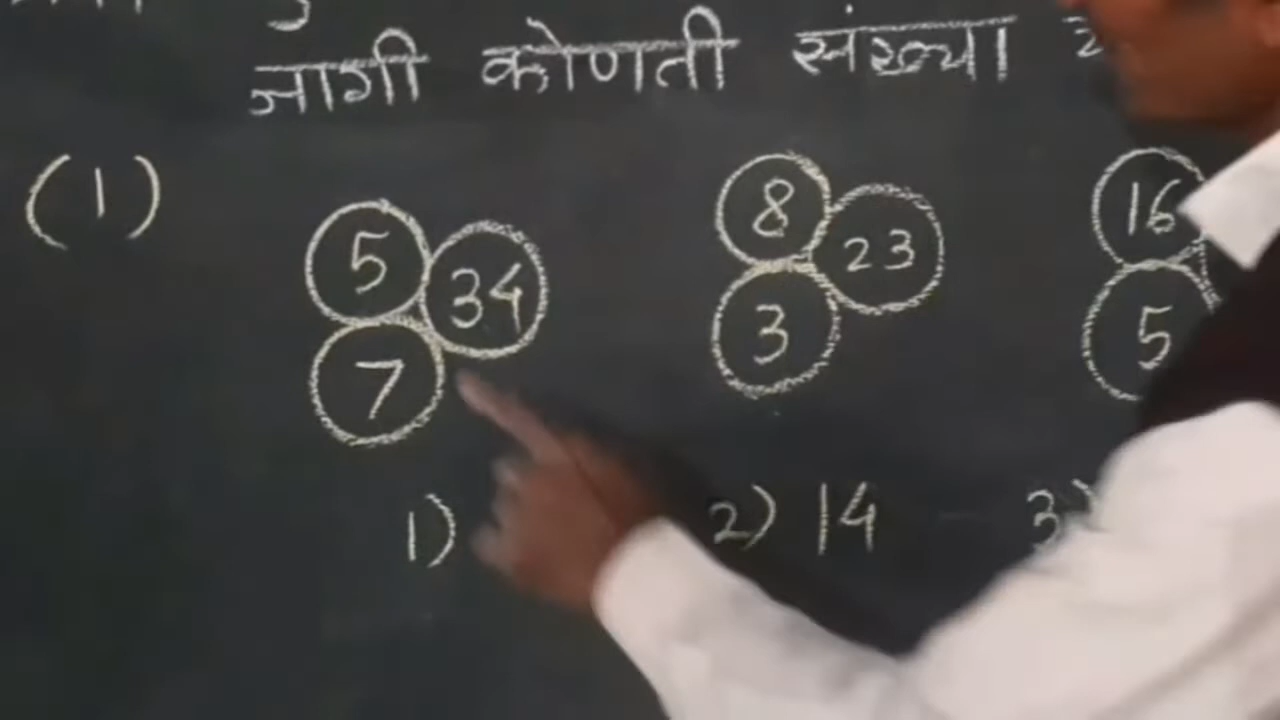 जागी कोणती संख्या
(1)
5 34 7
8 23 3
16 5
1) 2) 14 3)